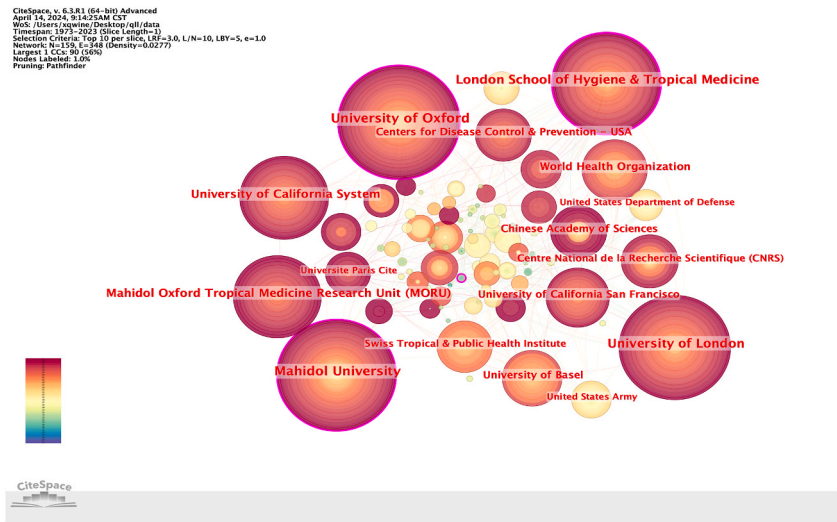 CiteSpace, v. 6.3.R1 (64-bit) Advanced
April 14, 2024, 9:14:25AM CST
WoS: /Users/xqwine/Desktop/qll/data
Timespan: 1973-2023 (Slice Length=1)
Selection Criteria: Top 10 per slice, LRF=3.0, L/N=10, LBY=5, e=1.0
Network: N=159, E=348 (Density=0.0277)
Largest 1 CCs: 90 (56%)
Nodes Labeled: 1.0%
Pruning: Pathfinder
London School of Hygiene & Tropical Medicine
University of Oxford
Centers for Disease Control & Prevention - USA
World Health Organization
University of California System
United States Department of Defense
Chinese Academy of Sciences
Centre National de la Recherche Scientifique (CNRS)
Universite Paris Cite
Mahidol Oxford Tropical Medicine Research Unit (MORU)
University of California San Francisco
Swiss Tropical & Public Health Institute
University of London
Mahidol University
University of Basel
United States Army
CiteSpace